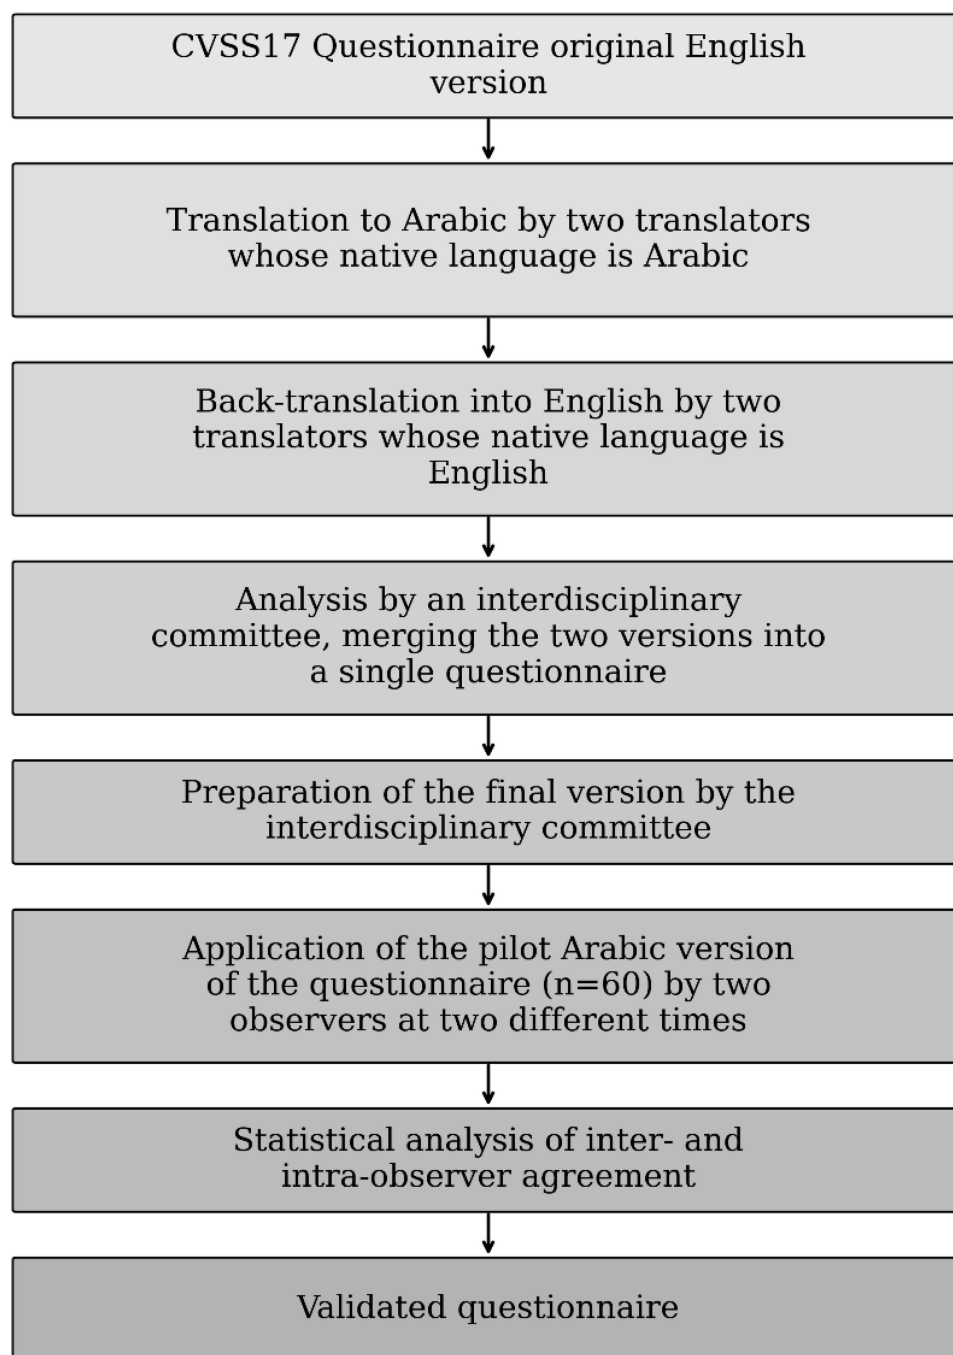 CVSS17 Questionnaire original English
version
Translation to Arabic by two translators
whose native language is Arabic
Back-translation into English by two
translators whose native language is
English
Analysis by an interdisciplinary
committee, merging the two versions into
a single questionnaire
Preparation of the final version by the
interdisciplinary committee
Application of the pilot Arabic version
of the questionnaire (n=60) by two
observers at two different times
Statistical analysis of inter- and
intra-observer agreement
Validated questionnaire